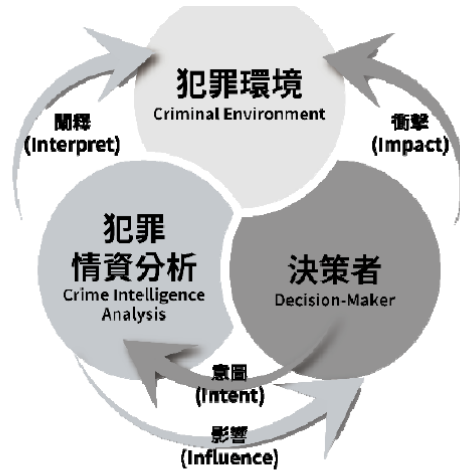 犯罪環境
Criminal Environment
闡釋
(Interpret)
衝擊
(Impact)
犯罪
情資分析
Crime Intelligence
Analysis
決策者
Decision-Maker
意圖
(Intent)
影響
(Influence)